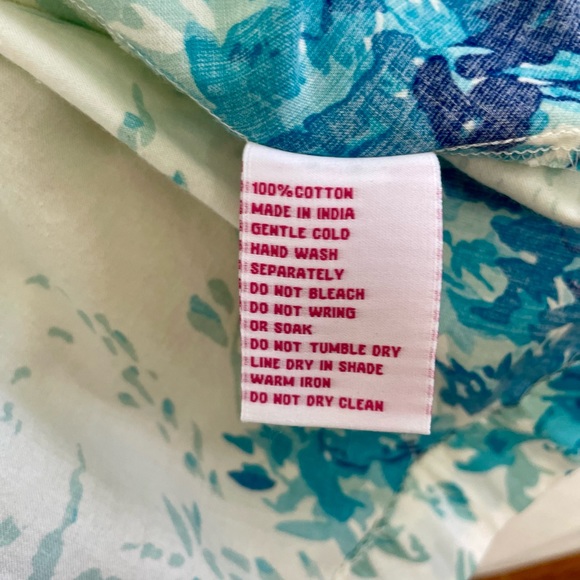 100%COTTON
MADE IN INDIA
GENTLE COLD
HAND WASH
SEPARATELY
DO NOT BLEACH
DO NOT WRING
OR SOAK
DO NOT TUMBLE DRY
LINE DRY IN SHADE
WARM IRON
DO NOT DRY CLEAN